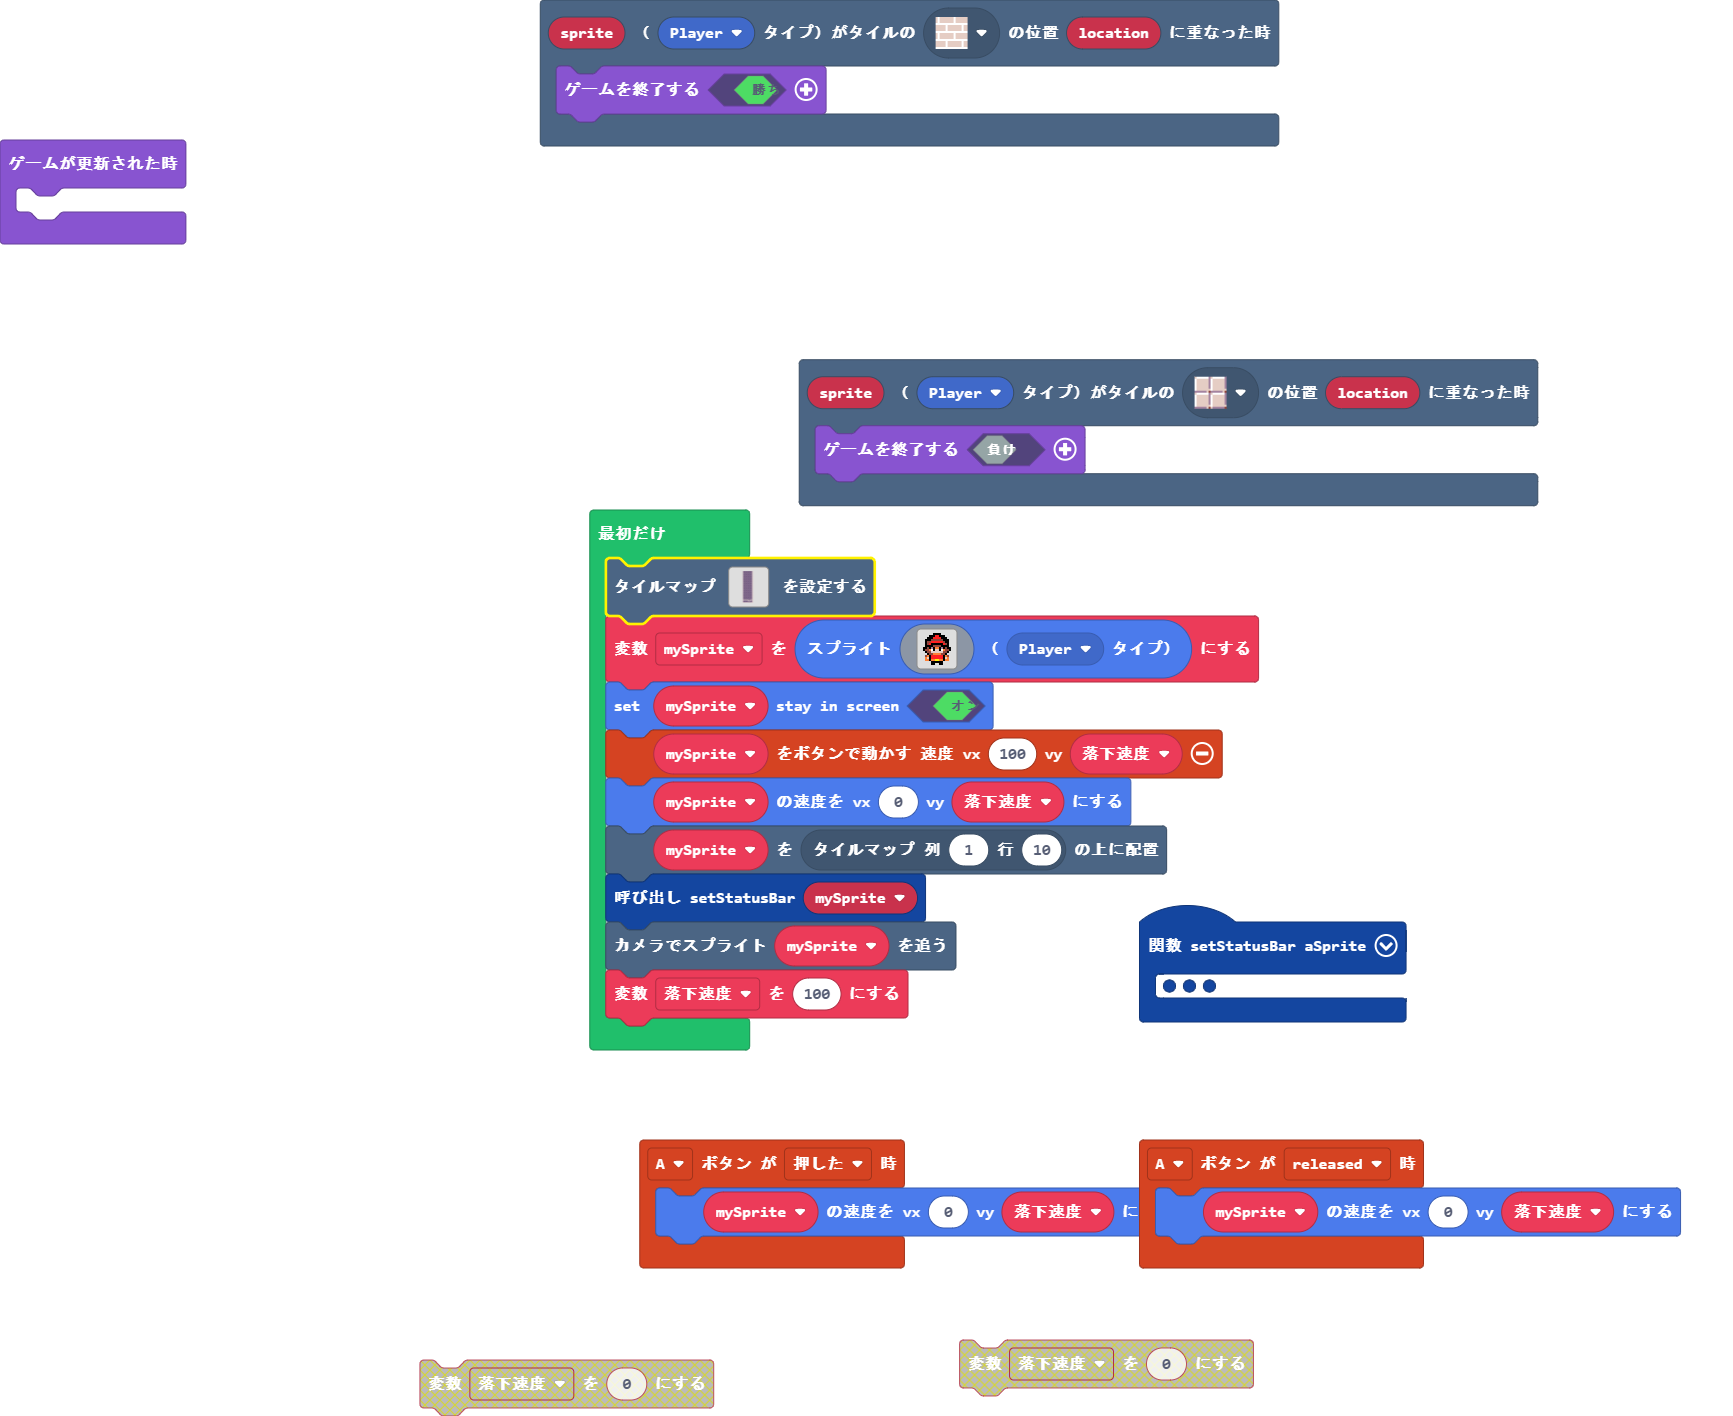 sprite ( Player タイプ) がタイルの の位置 location に重なった時
ゲームを終了する 勝ち
ゲームが更新された時
sprite ( Player タイプ) がタイルの の位置 location に重なった時
ゲームを終了する 負け
最初だけ
タイルマップ を設定する
変数 mySprite を スプライト ( Player タイプ) にする
set mySprite stay in screen オン
mySprite をボタンで動かす 速度 vx 100 vy 落下速度
mySprite の速度を vx 0 vy 落下速度 にする
mySprite を タイルマップ 列 1 行 10 の上に配置
呼び出し setStatusBar mySprite
カメラでスプライト mySprite を追う
変数 落下速度 を 100 にする
関数 setStatusBar aSprite
A ボタン が 押した 時
mySprite の速度を vx 0 vy 落下速度 に
A ボタン が released 時
mySprite の速度を vx 0 vy 落下速度 にする
変数 落下速度 を 0 にする
変数 落下速度 を 0 にする